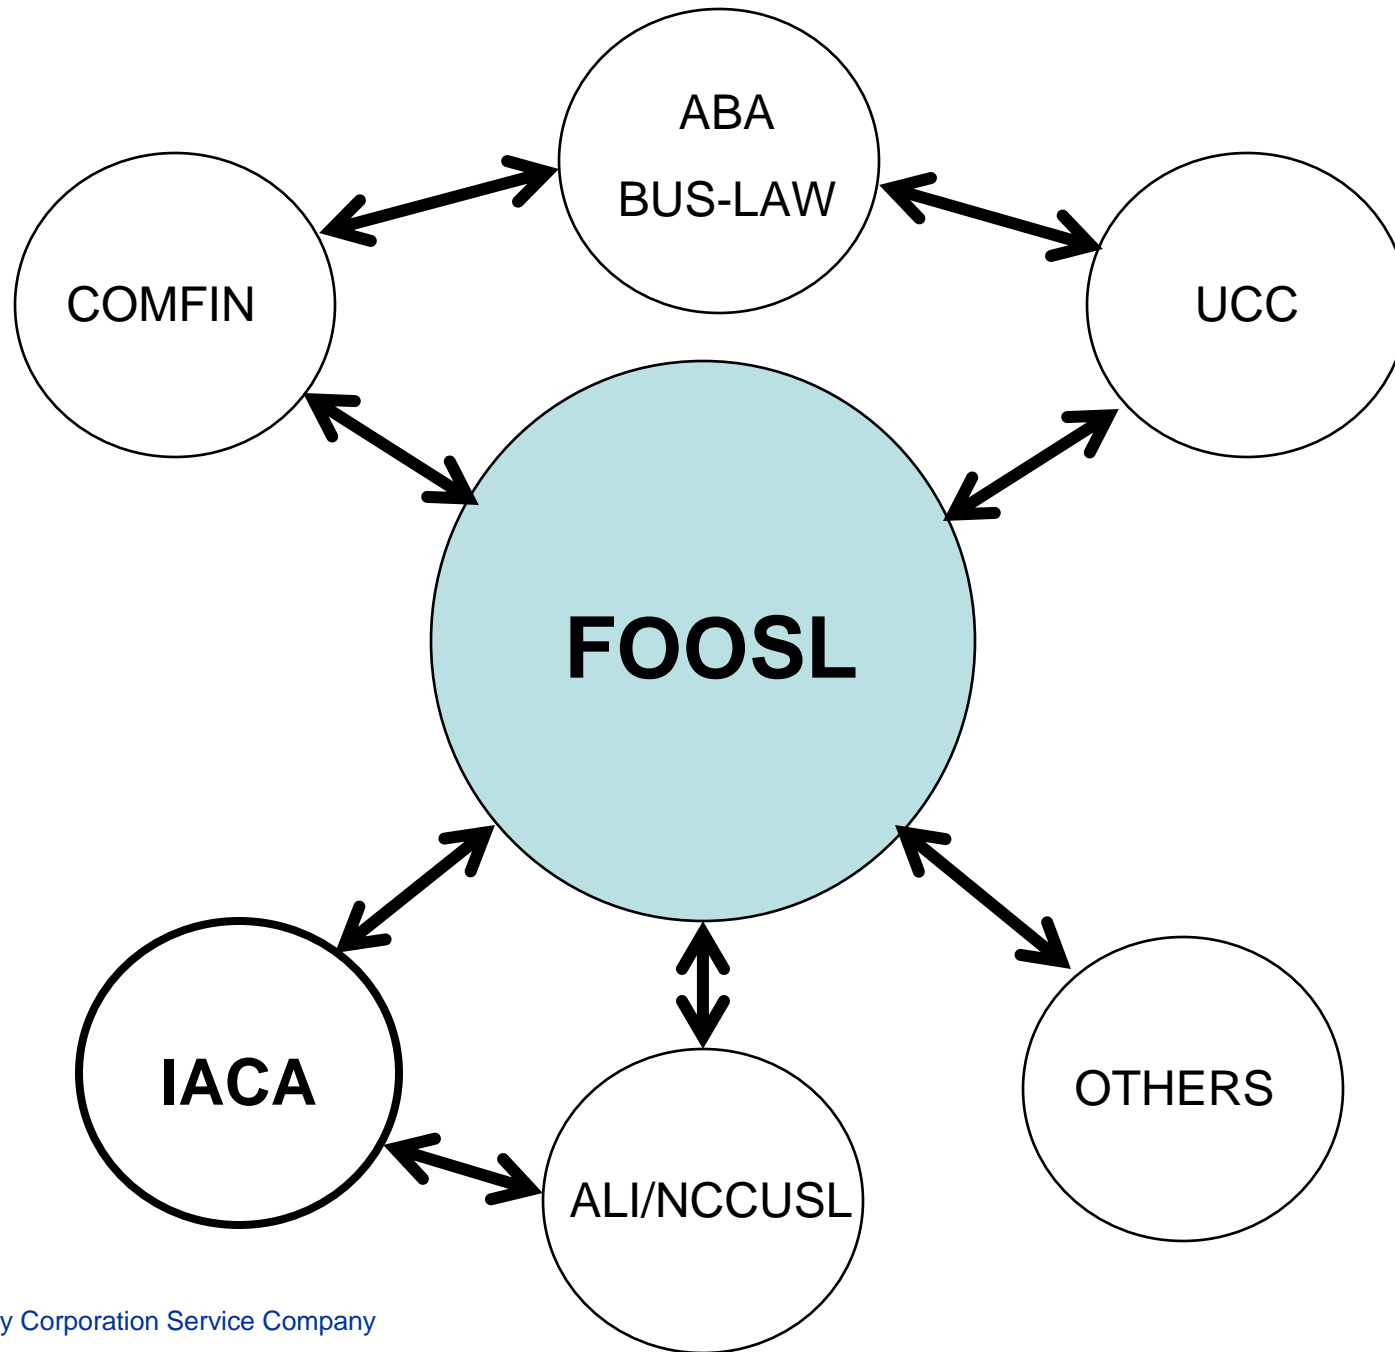 ABA
BUS-LAW
COMFIN
UCC
FOOSL
IACA
OTHERS
ALI/NCCUSL
y Corporation Service Company